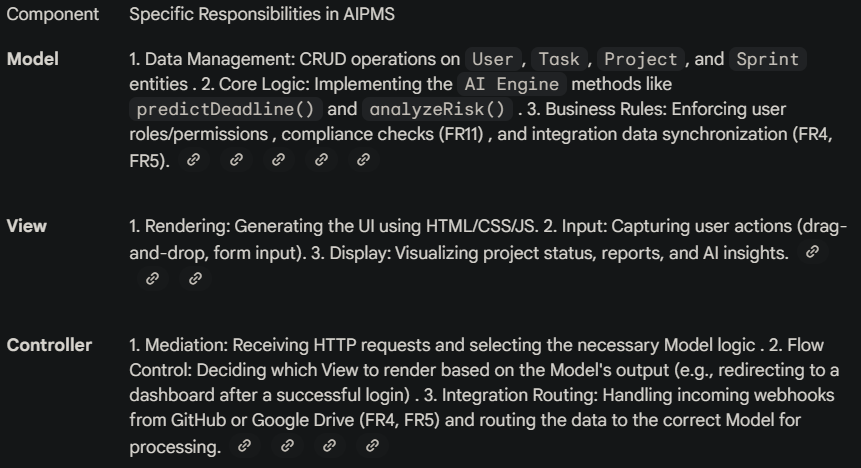 Component Specific Responsibilities in AIPMS
Model 1. Data Management: CRUD operations on User , Task , Project , and Sprint
entities . 2. Core Logic: Implementing the AI Engine methods like
predictDeadline() and analyzeRisk() . 3. Business Rules: Enforcing user
roles/permissions , compliance checks (FR11) , and integration data synchronization (FR4,
FR5).
View 1. Rendering: Generating the UI using HTML/CSS/JS. 2. Input: Capturing user actions (drag-
and-drop, form input). 3. Display: Visualizing project status, reports, and AI insights.
Controller 1. Mediation: Receiving HTTP requests and selecting the necessary Model logic . 2. Flow
Control: Deciding which View to render based on the Model's output (e.g., redirecting to a
dashboard after a successful login) . 3. Integration Routing: Handling incoming webhooks
from GitHub or Google Drive (FR4, FR5) and routing the data to the correct Model for
processing.